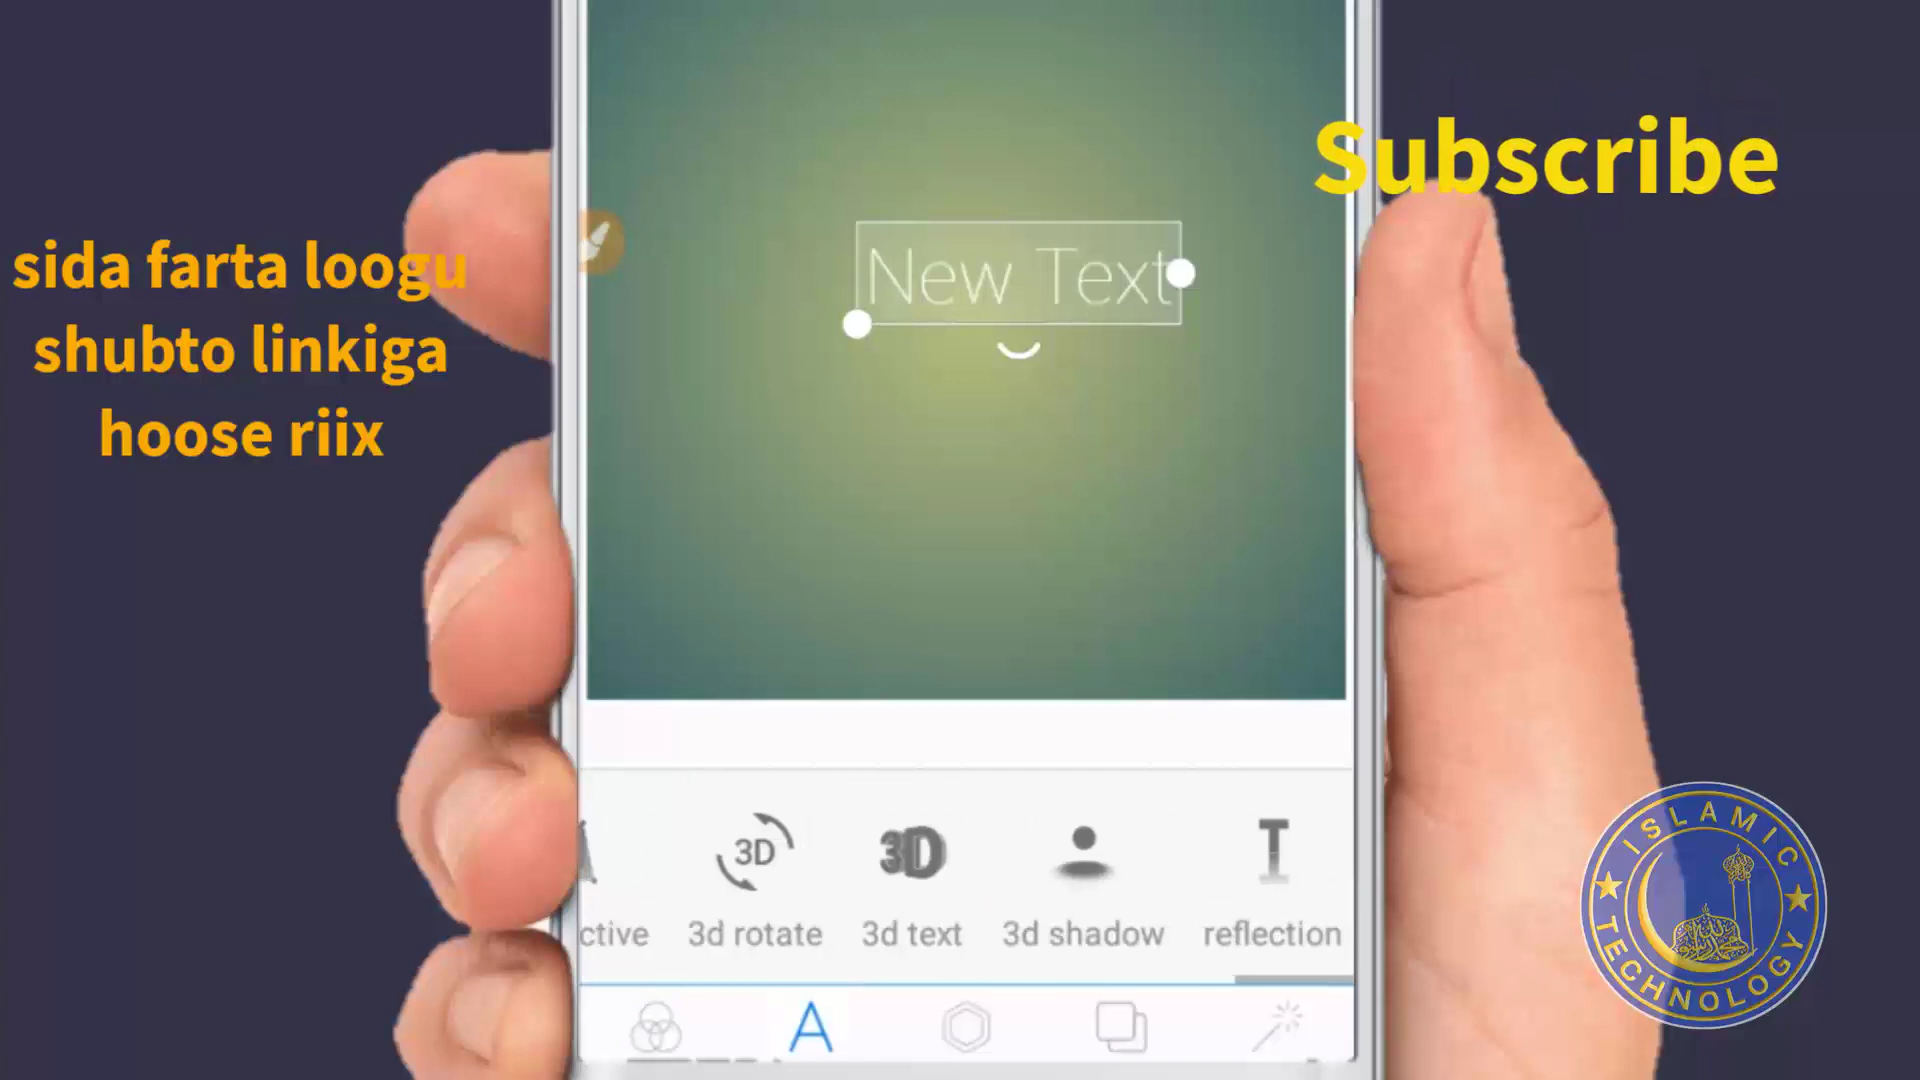 Subscribe
sida farta loogu
shubto linkiga
hoose riix
New Text
3D
3D
ctive
3d rotate
3d text
3d shadow
reflection
ISLAMIC
TECHNOLOGY